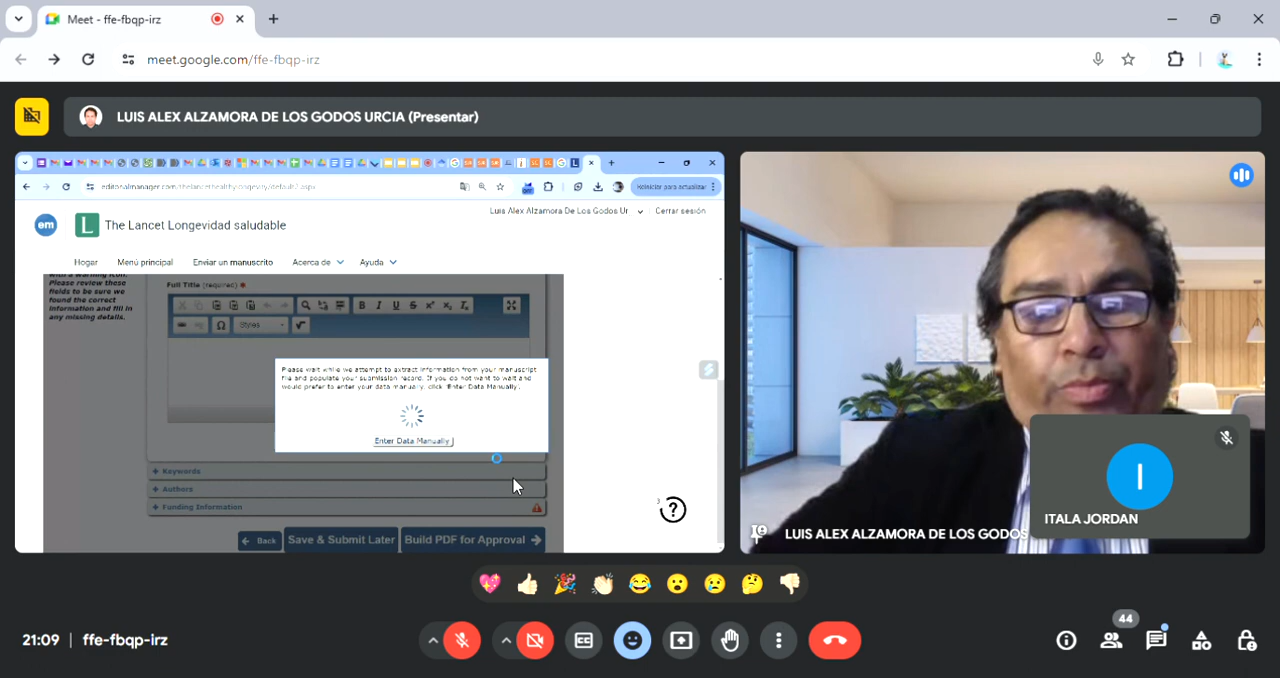 Meet - ffe-fbqp-irz
meet.google.com/ffe-fbqp-irz
LUIS ALEX ALZAMORA DE LOS GODOS URCIA (Presentar)
editorialmanager.com/thelancethealthylongevity/default2.aspx
Reiniciar para actualizar
em
L
The Lancet Longevidad saludable
Luis Alex Alzamora De Los Godos Ur
Cerrar sesión
Hogar
Menú principal
Enviar un manuscrito
Acerca de
Ayuda
with a warning icon.
Please review these
fields to be sure we
found the correct
information and fill in
any missing details.
Full Title (required) *
B I U S x² x₂ Tx
Ω Styles
Please wait while we attempt to extract information from your manuscript
file and populate your submission record. If you do not want to wait and
would prefer to enter your data manually, click 'Enter Data Manually'.
Enter Data Manually
+ Keywords
+ Authors
+ Funding Information
Back
Save & Submit Later
Build PDF for Approval
?
I
ITALA JORDAN
LUIS ALEX ALZAMORA DE LOS GODOS
21:09 | ffe-fbqp-irz
44